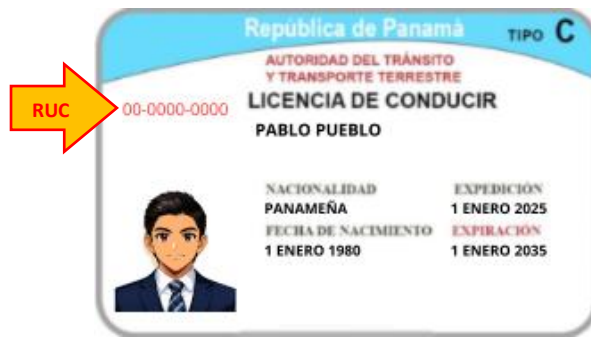 República de Panamá
TIPO C
AUTORIDAD DEL TRÁNSITO
Y TRANSPORTE TERRESTRE
RUC
00-0000-0000
LICENCIA DE CONDUCIR
PABLO PUEBLO
NACIONALIDAD EXPEDICIÓN
PANAMEÑA 1 ENERO 2025
FECHA DE NACIMIENTO EXPIRACIÓN
1 ENERO 1980 1 ENERO 2035